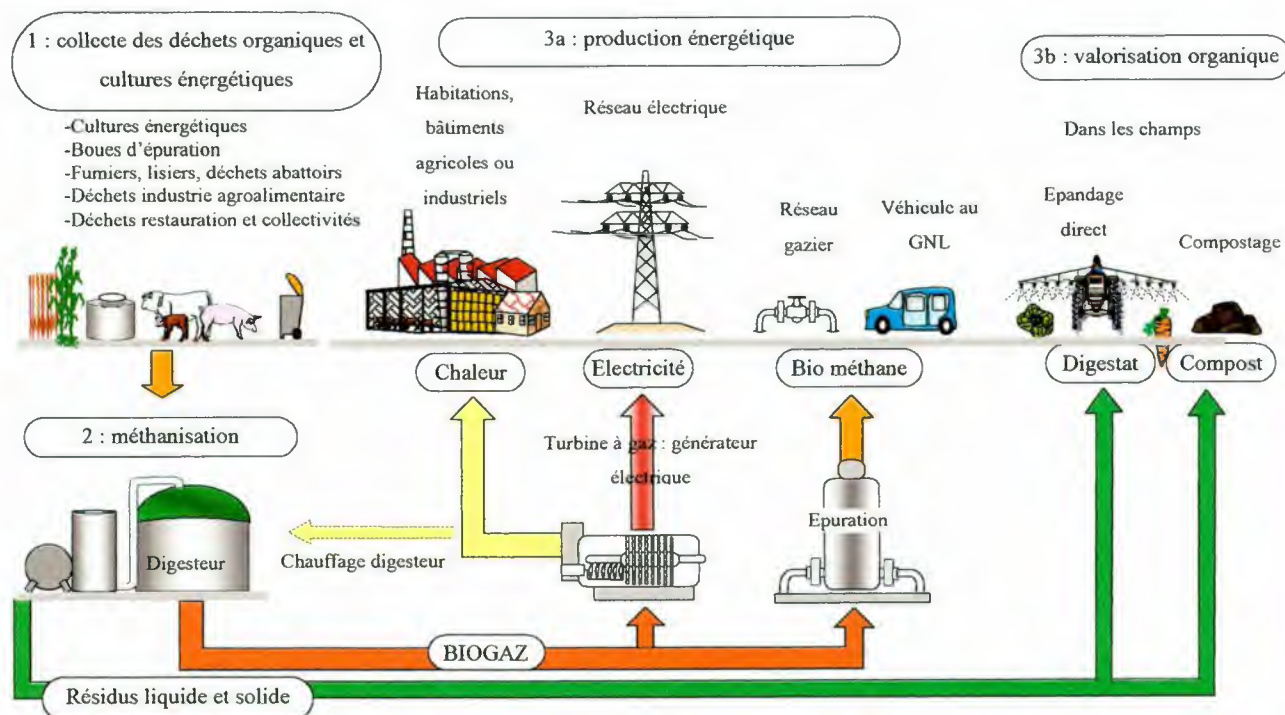 1 : collecte des déchets organiques et
cultures énergétiques
-Cultures énergétiques
-Boues d'épuration
-Fumiers, lisiers, déchets abattoirs
-Déchets industrie agroalimentaire
-Déchets restauration et collectivités
3a : production énergétique
Habitations,
bâtiments
agricoles ou
industriels
Réseau électrique
Réseau
gazier
Véhicule au
GNL
3b : valorisation organique
Dans les champs
Epandage
direct
Compostage
Chaleur
Electricité
Bio méthane
Digestat
Compost
2 : méthanisation
Digesteur
Chauffage digesteur
Turbine à gaz : générateur
électrique
Epuration
BIOGAZ
Résidus liquide et solide